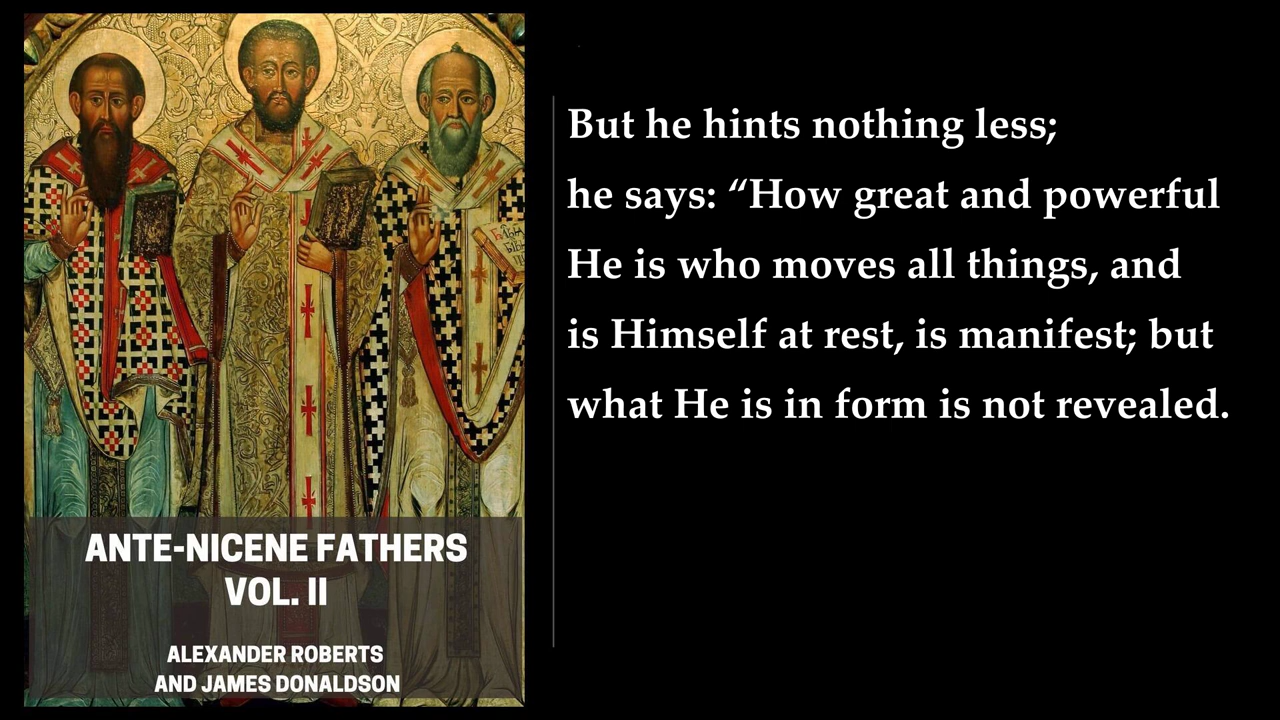 But he hints nothing less;
he says: “How great and powerful
He is who moves all things, and
is Himself at rest, is manifest; but
what He is in form is not revealed.
ANTE-NICENE FATHERS
VOL. II
ALEXANDER ROBERTS
AND JAMES DONALDSON